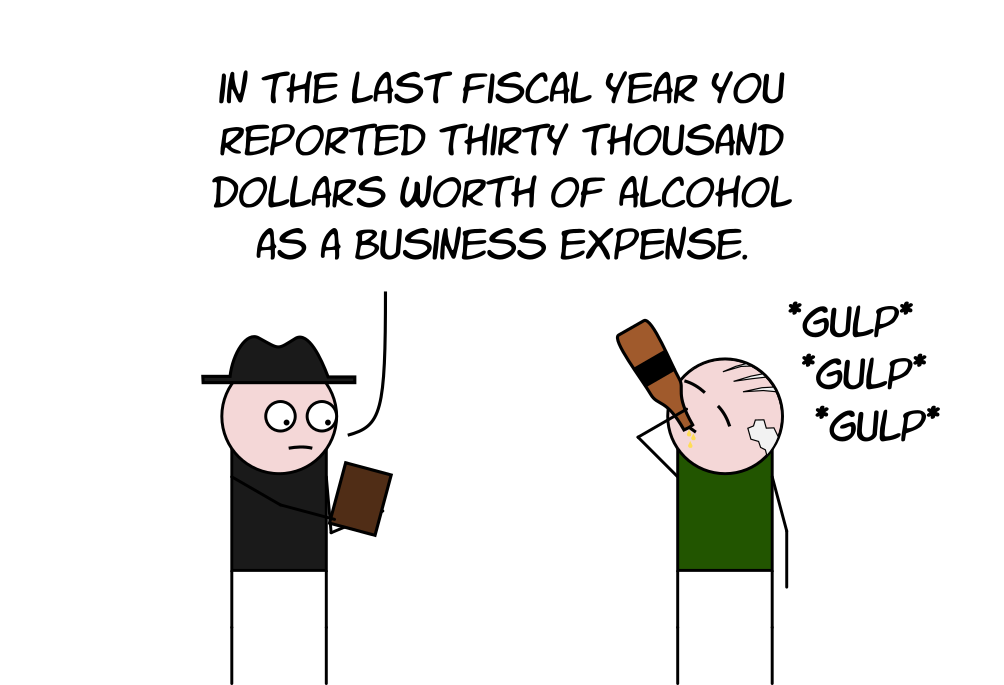 IN THE LAST FISCAL YEAR YOU
REPORTED THIRTY THOUSAND
DOLLARS WORTH OF ALCOHOL
AS A BUSINESS EXPENSE.
*GULP*
*GULP*
*GULP*